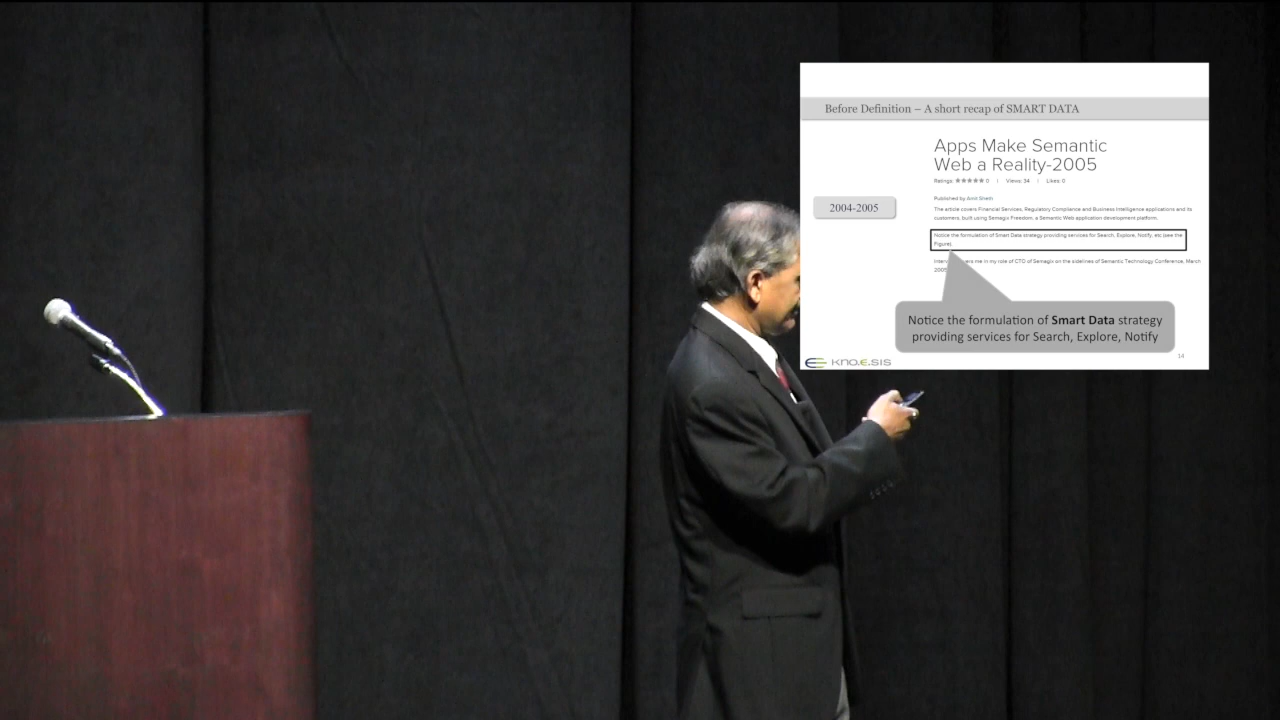 Before Definition – A short recap of SMART DATA
Apps Make Semantic
Web a Reality-2005
Ratings: 0 | Views: 34 | Likes: 0
2004-2005
Published by Amit Sheth
The article covers Financial Services, Regulatory Compliance and Business Intelligence applications and its
customers, built using Semagix Freedom, a Semantic Web application development platform.
Notice the formulation of Smart Data strategy providing services for Search, Explore, Notify, etc (see the
Figure).
me in my role of CTO of Semagix on the sidelines of Semantic Technology Conference, March
2005
Notice the formulation of Smart Data strategy
providing services for Search, Explore, Notify
KNO.E.SIS
14